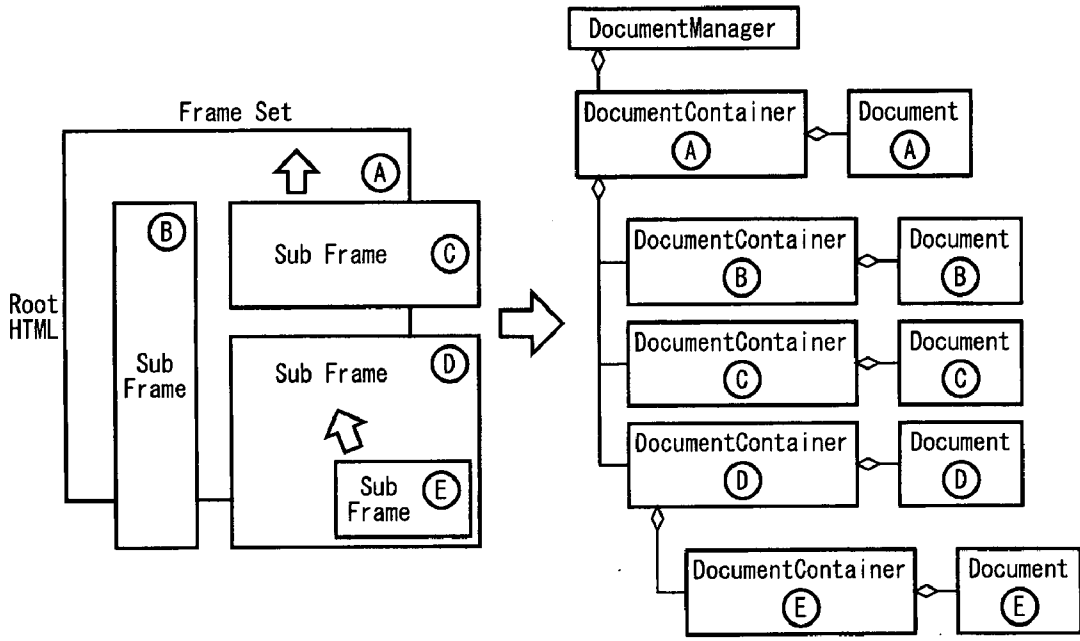 Frame Set
A
B
Sub Frame
C
Root
HTML
Sub
Frame
Sub Frame
D
Sub
Frame
E
DocumentManager
DocumentContainer
A
Document
A
DocumentContainer
B
Document
B
DocumentContainer
C
Document
C
DocumentContainer
D
Document
D
DocumentContainer
E
Document
E